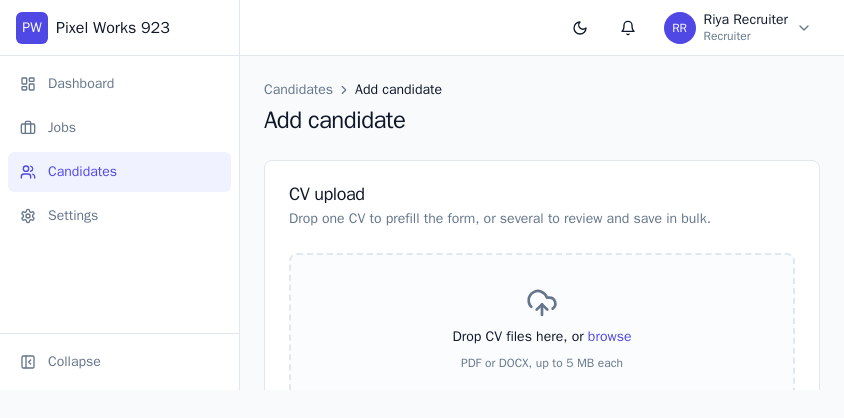 PW Pixel Works 923
RR
Riya Recruiter
Recruiter
Dashboard
Jobs
Candidates
Settings
Collapse
Candidates > Add candidate
Add candidate
CV upload
Drop one CV to prefill the form, or several to review and save in bulk.
Drop CV files here, or browse
PDF or DOCX, up to 5 MB each